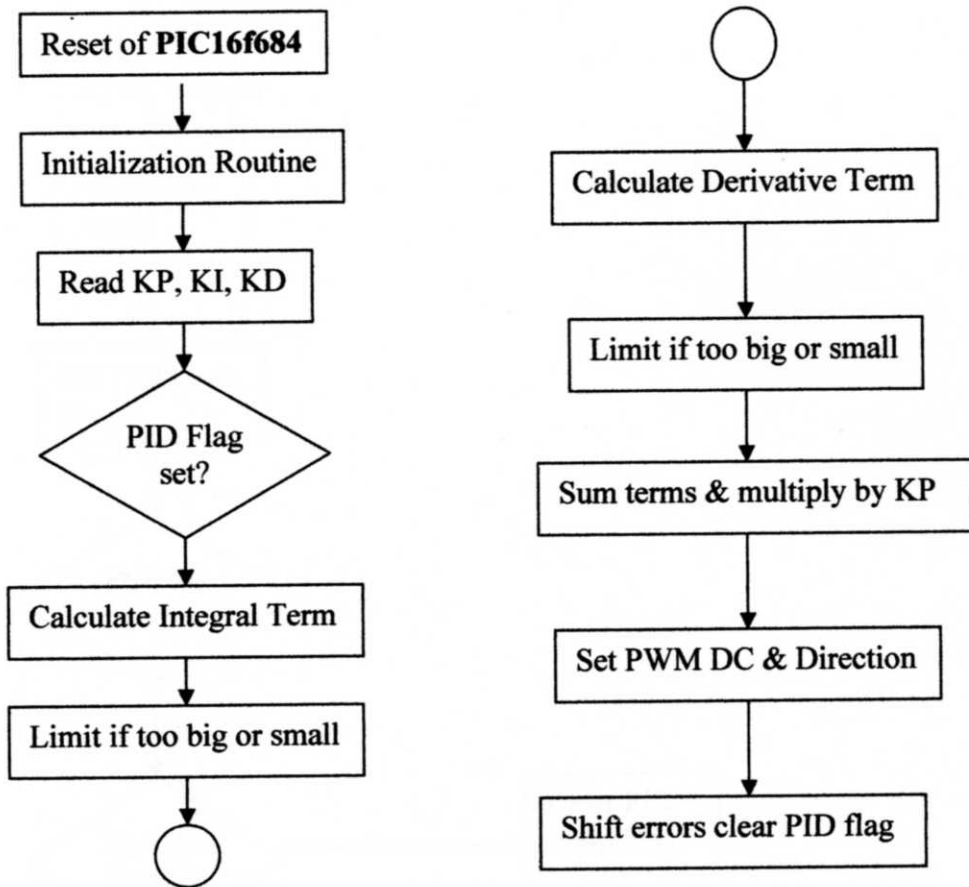 Reset of PIC16f684
Initialization Routine
Read KP, KI, KD
PID Flag
set?
Calculate Integral Term
Limit if too big or small
Calculate Derivative Term
Limit if too big or small
Sum terms & multiply by KP
Set PWM DC & Direction
Shift errors clear PID flag